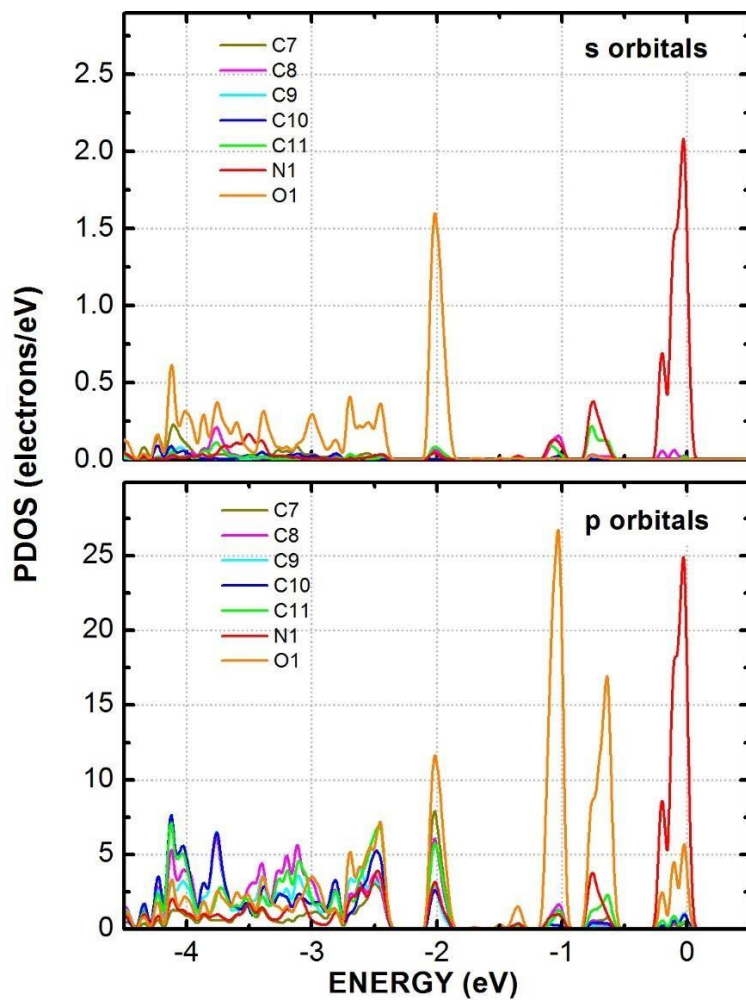 s orbitals
C7
C8
C9
C10
C11
N1
O1
2.5
2.0
1.5
1.0
0.5
0.0
PDOS (electrons/eV)
p orbitals
C7
C8
C9
C10
C11
N1
O1
25
20
15
10
5
0
-4
-3
-2
-1
0
ENERGY (eV)